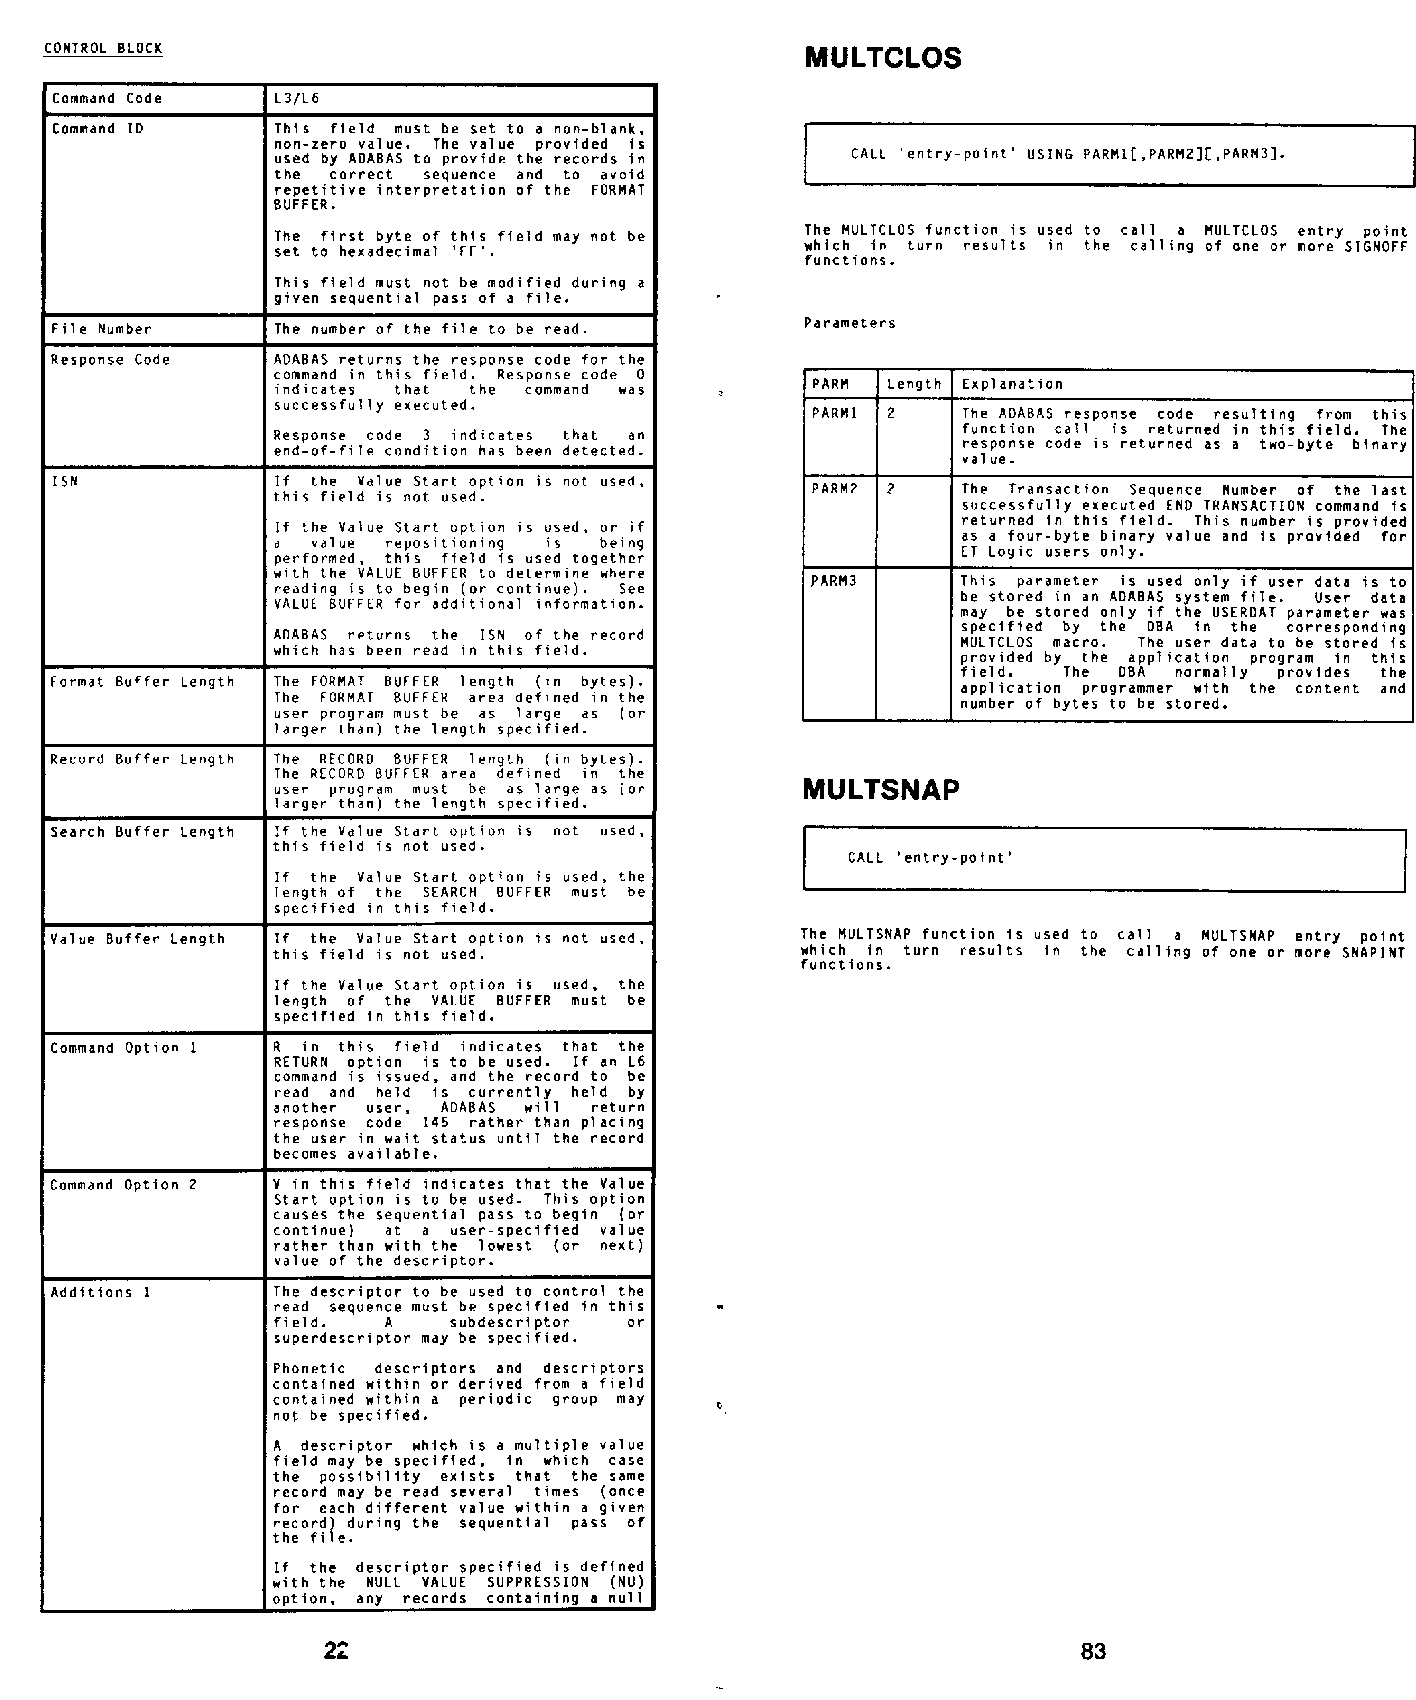 CONTROL BLOCK
Command Code L3/L6
Command ID This field must be set to a non-blank,
non-zero value. The value provided is
used by ADABAS to provide the records in
the correct sequence and to avoid
repetitive interpretation of the FORMAT
BUFFER.
The first byte of this field may not be
set to hexadecimal 'FF'.
This field must not be modified during a
given sequential pass of a file.
File Number The number of the file to be read.
Response Code ADABAS returns the response code for the
command in this field. Response code 0
indicates that the command was
successfully executed.
Response code 3 indicates that an
end-of-file condition has been detected.
ISN If the Value Start option is not used,
this field is not used.
If the Value Start option is used, or if
a value repositioning is being
performed, this field is used together
with the VALUE BUFFER to determine where
reading is to begin (or continue). See
VALUE BUFFER for additional information.
ADABAS returns the ISN of the record
which has been read in this field.
Format Buffer Length The FORMAT BUFFER length (in bytes).
The FORMAT BUFFER area defined in the
user program must be as large as (or
larger than) the length specified.
Record Buffer Length The RECORD BUFFER length (in bytes).
The RECORD BUFFER area defined in the
user program must be as large as (or
larger than) the length specified.
Search Buffer Length If the Value Start option is not used,
this field is not used.
If the Value Start option is used, the
length of the SEARCH BUFFER must be
specified in this field.
Value Buffer Length If the Value Start option is not used,
this field is not used.
If the Value Start option is used, the
length of the VALUE BUFFER must be
specified in this field.
Command Option 1 R in this field indicates that the
RETURN option is to be used. If an L6
command is issued, and the record to be
read and held is currently held by
another user, ADABAS will return
response code 145 rather than placing
the user in wait status until the record
becomes available.
Command Option 2 V in this field indicates that the Value
Start option is to be used. This option
causes the sequential pass to begin (or
continue) at a user-specified value
rather than with the lowest (or next)
value of the descriptor.
Additions 1 The descriptor to be used to control the
read sequence must be specified in this
field. A subdescriptor or
superdescriptor may be specified.
Phonetic descriptors and descriptors
contained within or derived from a field
contained within a periodic group may
not be specified.
A descriptor which is a multiple value
field may be specified, in which case
the possibility exists that the same
record may be read several times (once
for each different value within a given
record) during the sequential pass of
the file.
If the descriptor specified is defined
with the NULL VALUE SUPPRESSION (NU)
option, any records containing a null
22
MULTCLOS
CALL 'entry-point' USING PARM1[,PARM2][,PARM3].
The MULTCLOS function is used to call a MULTCLOS entry point
which in turn results in the calling of one or more SIGNOFF
functions.
Parameters
PARM Length Explanation
PARM1 2 The ADABAS response code resulting from this
function call is returned in this field. The
response code is returned as a two-byte binary
value.
PARM2 2 The Transaction Sequence Number of the last
successfully executed END TRANSACTION command is
returned in this field. This number is provided
as a four-byte binary value and is provided for
ET Logic users only.
PARM3 This parameter is used only if user data is to
be stored in an ADABAS system file. User data
may be stored only if the USERDAT parameter was
specified by the DBA in the corresponding
MULTCLOS macro. The user data to be stored is
provided by the application program in this
field. The DBA normally provides the
application programmer with the content and
number of bytes to be stored.
MULTSNAP
CALL 'entry-point'
The MULTSNAP function is used to call a MULTSNAP entry point
which in turn results in the calling of one or more SNAPINT
functions.
83